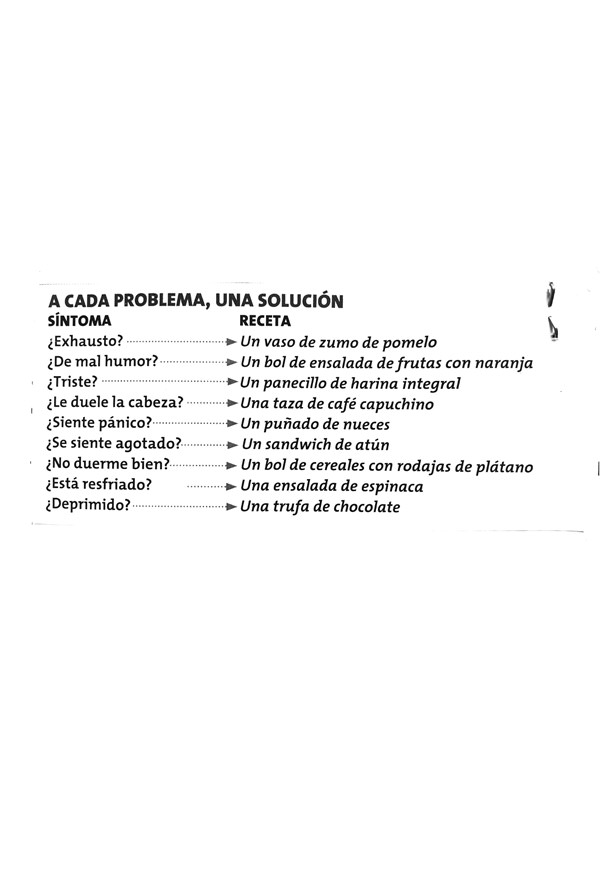 A CADA PROBLEMA, UNA SOLUCIÓN
SÍNTOMA RECETA
¿Exhausto? Un vaso de zumo de pomelo
¿De mal humor? Un bol de ensalada de frutas con naranja
¿Triste? Un panecillo de harina integral
¿Le duele la cabeza? Una taza de café capuchino
¿Siente pánico? Un puñado de nueces
¿Se siente agotado? Un sandwich de atún
¿No duerme bien? Un bol de cereales con rodajas de plátano
¿Está resfriado? Una ensalada de espinaca
¿Deprimido? Una trufa de chocolate